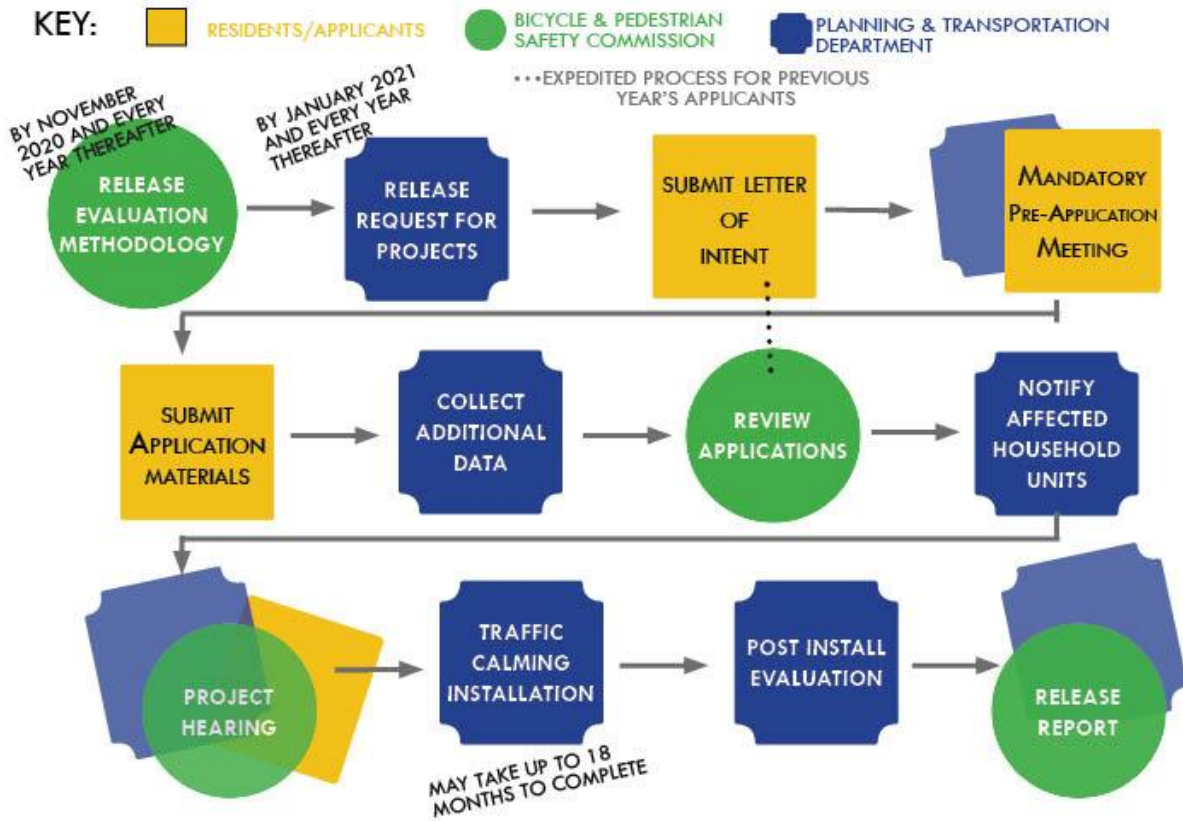 KEY:
RESIDENTS/APPLICANTS
BICYCLE & PEDESTRIAN
SAFETY COMMISSION
PLANNING & TRANSPORTATION
DEPARTMENT
•••EXPEDITED PROCESS FOR PREVIOUS
YEAR'S APPLICANTS
BY NOVEMBER
2020 AND EVERY
YEAR THEREAFTER
RELEASE
EVALUATION
METHODOLOGY
BY JANUARY 2021
AND EVERY YEAR
THEREAFTER
RELEASE
REQUEST FOR
PROJECTS
SUBMIT LETTER
OF
INTENT
MANDATORY
PRE-APPLICATION
MEETING
SUBMIT
APPLICATION
MATERIALS
COLLECT
ADDITIONAL
DATA
REVIEW
APPLICATIONS
NOTIFY
AFFECTED
HOUSEHOLD
UNITS
PROJECT
HEARING
TRAFFIC
CALMING
INSTALLATION
MAY TAKE UP TO 18
MONTHS TO COMPLETE
POST INSTALL
EVALUATION
RELEASE
REPORT